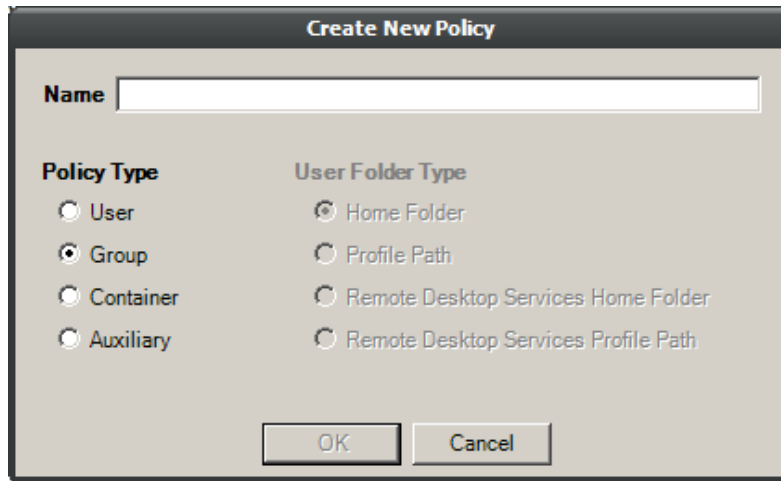 Create New Policy
Name
Policy Type
User Folder Type
User
Home Folder
Group
Profile Path
Container
Remote Desktop Services Home Folder
Auxiliary
Remote Desktop Services Profile Path
OK
Cancel